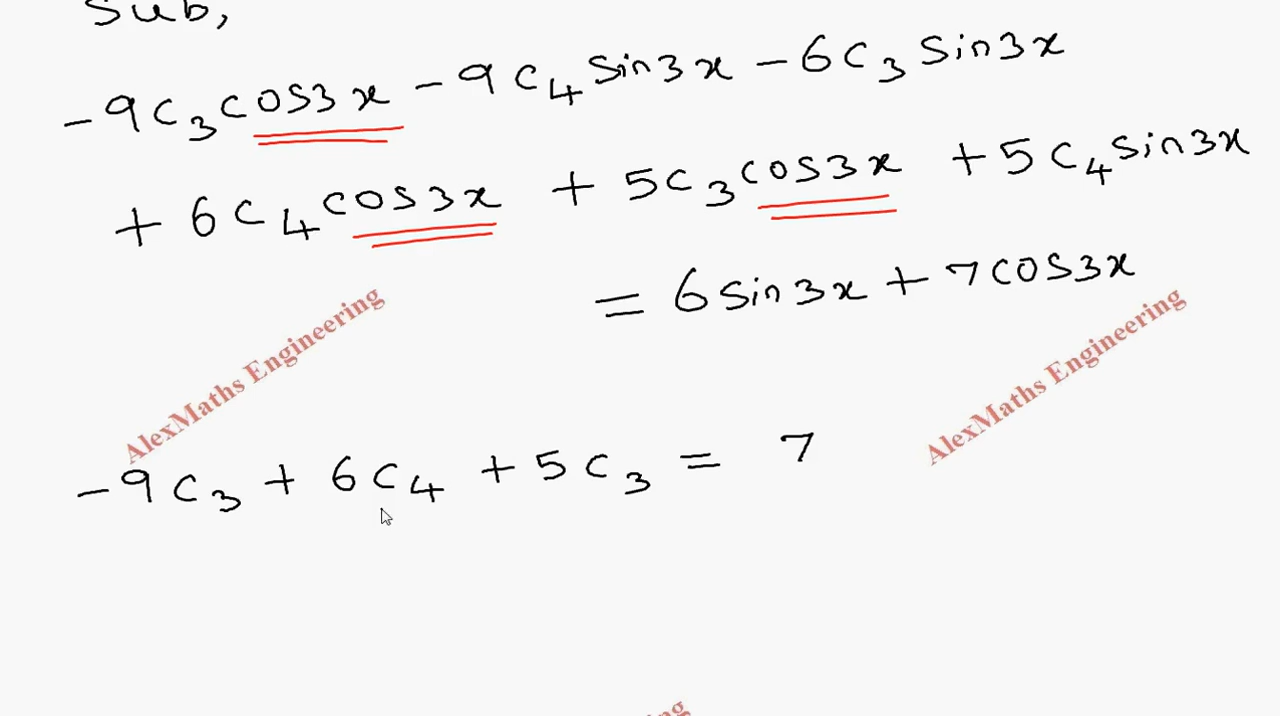 Sub,
-9C₃cos3x - 9C₄sin3x - 6C₃sin3x
+ 6C₄cos3x + 5C₃cos3x + 5C₄sin3x
= 6sin3x + 7cos3x
AlexMaths Engineering
AlexMaths Engineering
-9C₃ + 6C₄ + 5C₃ = 7